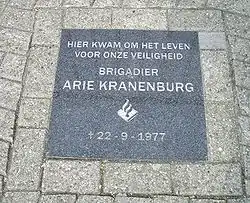 HIER KWAM OM HET LEVEN
VOOR ONZE VEILIGHEID
BRIGADIER
ARIE KRANENBURG
† 22 - 9 - 1977